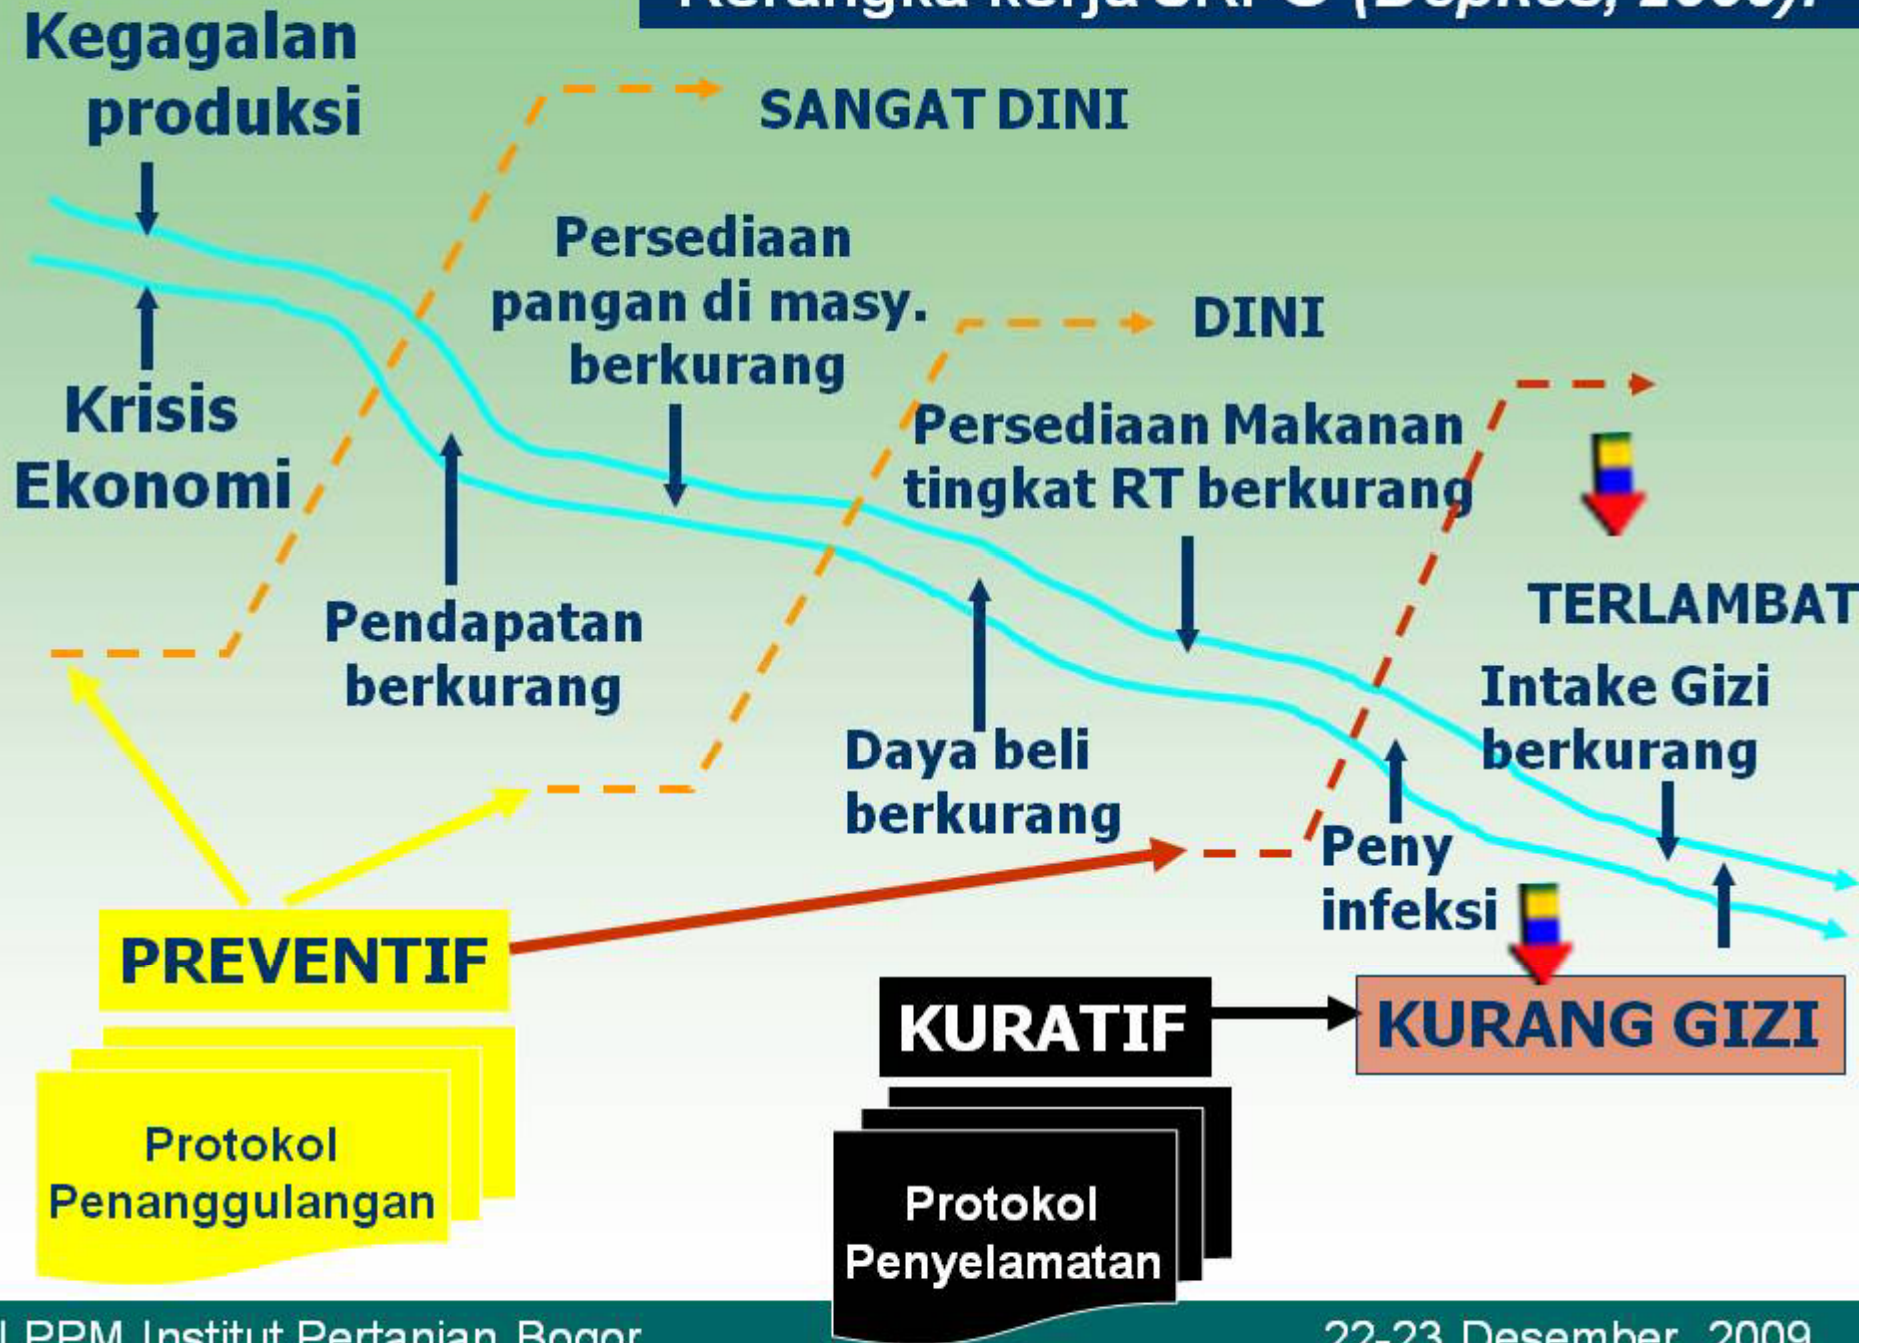 Kegagalan
produksi
SANGAT DINI
Persediaan
pangan di masy.
berkurang
DINI
Krisis
Ekonomi
Persediaan Makanan
tingkat RT berkurang
Pendapatan
berkurang
TERLAMBAT
Intake Gizi
berkurang
Daya beli
berkurang
Peny
infeksi
PREVENTIF
KURATIF
KURANG GIZI
Protokol
Penanggulangan
Protokol
Penyelamatan
LPPM Institut Pertanian Bogor
22-23 Desember, 2009